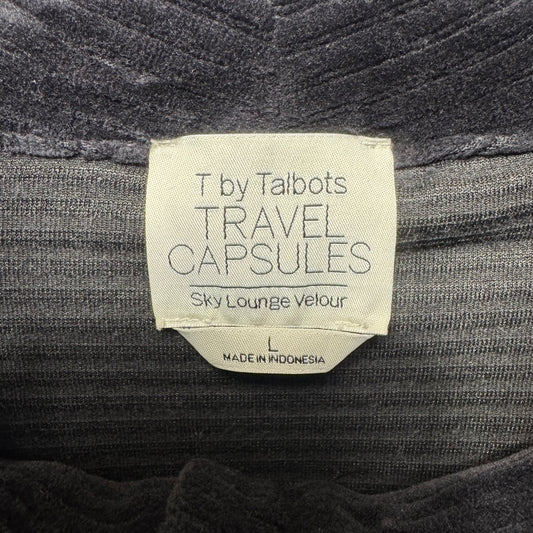 T by Talbots
TRAVEL
CAPSULES
Sky Lounge Velour
L
MADE IN INDONESIA